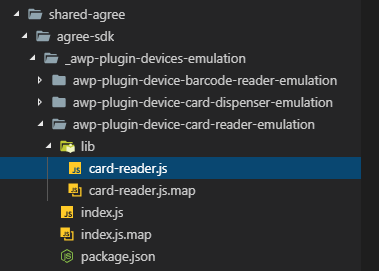 shared-agree
agree-sdk
_awp-plugin-devices-emulation
awp-plugin-device-barcode-reader-emulation
awp-plugin-device-card-dispenser-emulation
awp-plugin-device-card-reader-emulation
lib
JS card-reader.js
JS card-reader.js.map
JS index.js
JS index.js.map
JS package.json